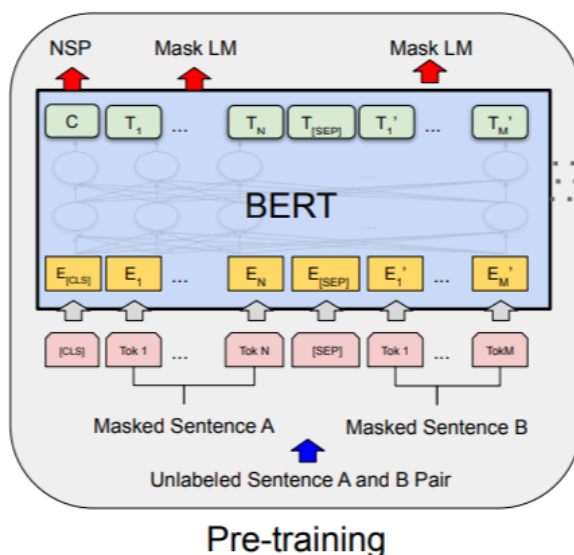 NSP Mask LM Mask LM
C T1 ... TN T[SEP] T1' ... TM'
...
BERT
...
E[CLS] E1 ... EN E[SEP] E1' ... EM'
[CLS] Tok 1 ... Tok N [SEP] Tok 1 ... TokM
Masked Sentence A Masked Sentence B
Unlabeled Sentence A and B Pair
Pre-training